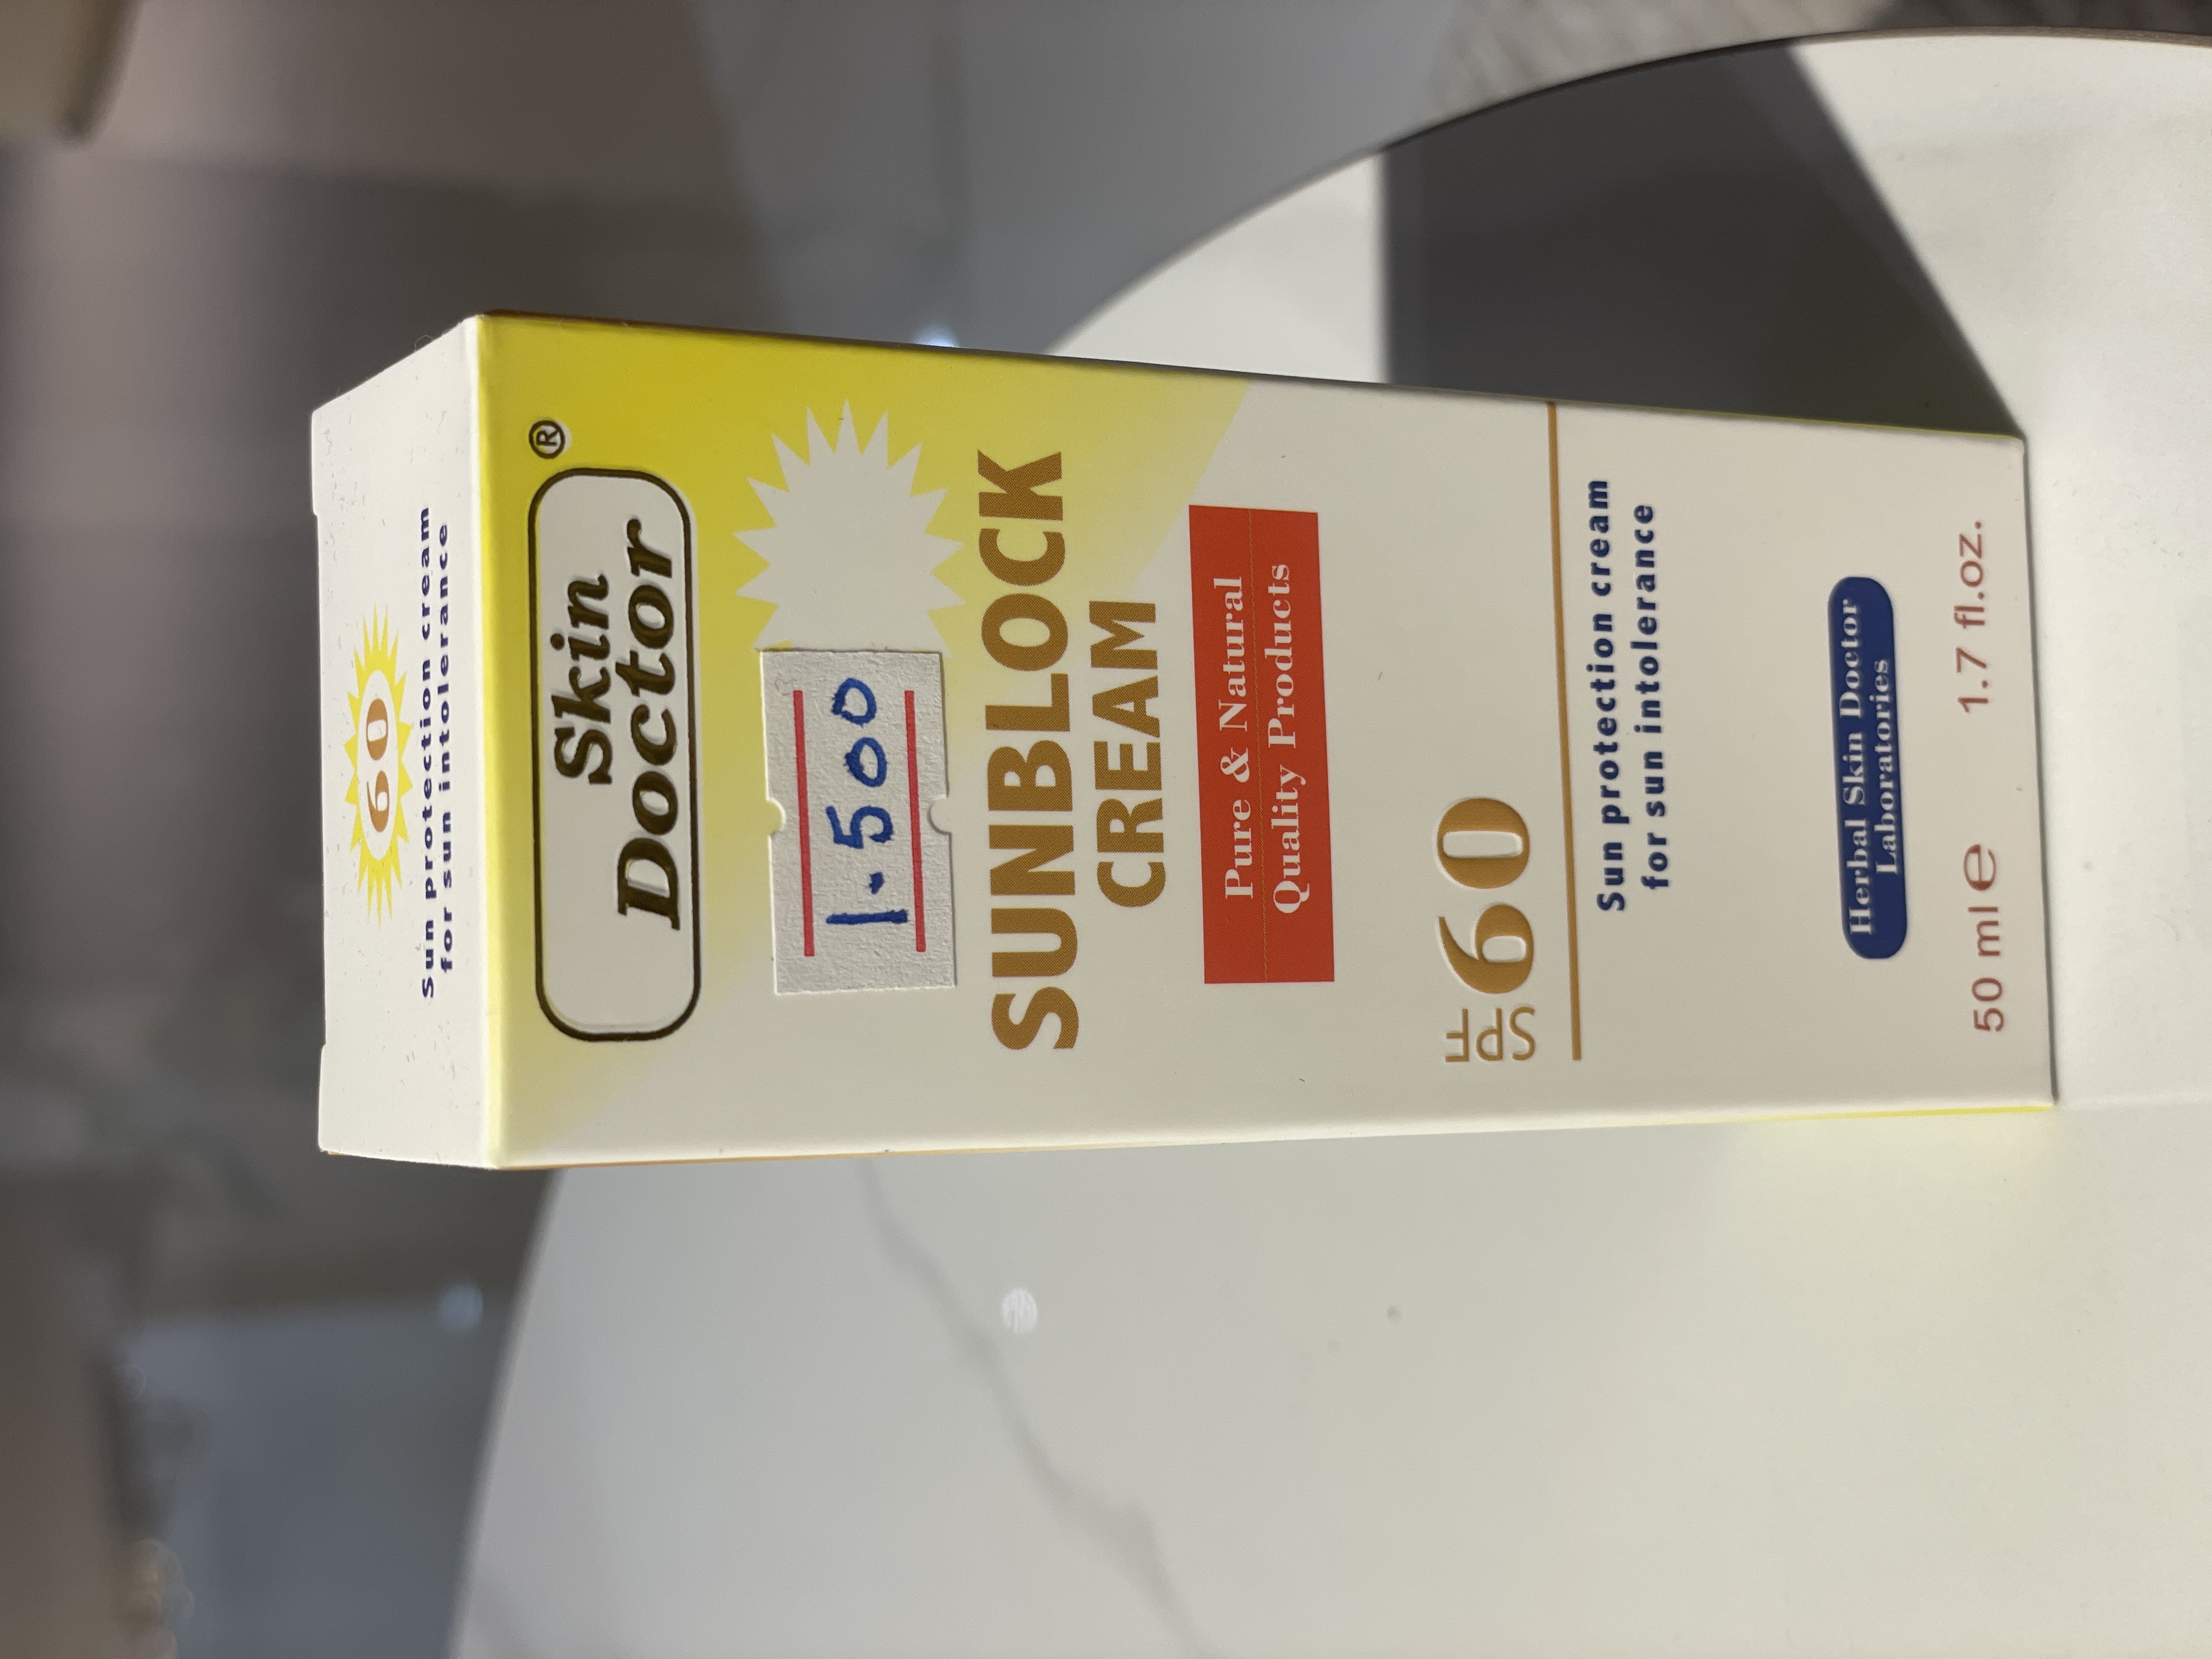 60
Sun protection cream
for sun intolerance
Skin
Doctor®
1.500
SUNBLOCK
CREAM
Pure & Natural
Quality Products
SPF 60
Sun protection cream
for sun intolerance
Herbal Skin Doctor
Laboratories
50 ml e 1.7 fl.oz.